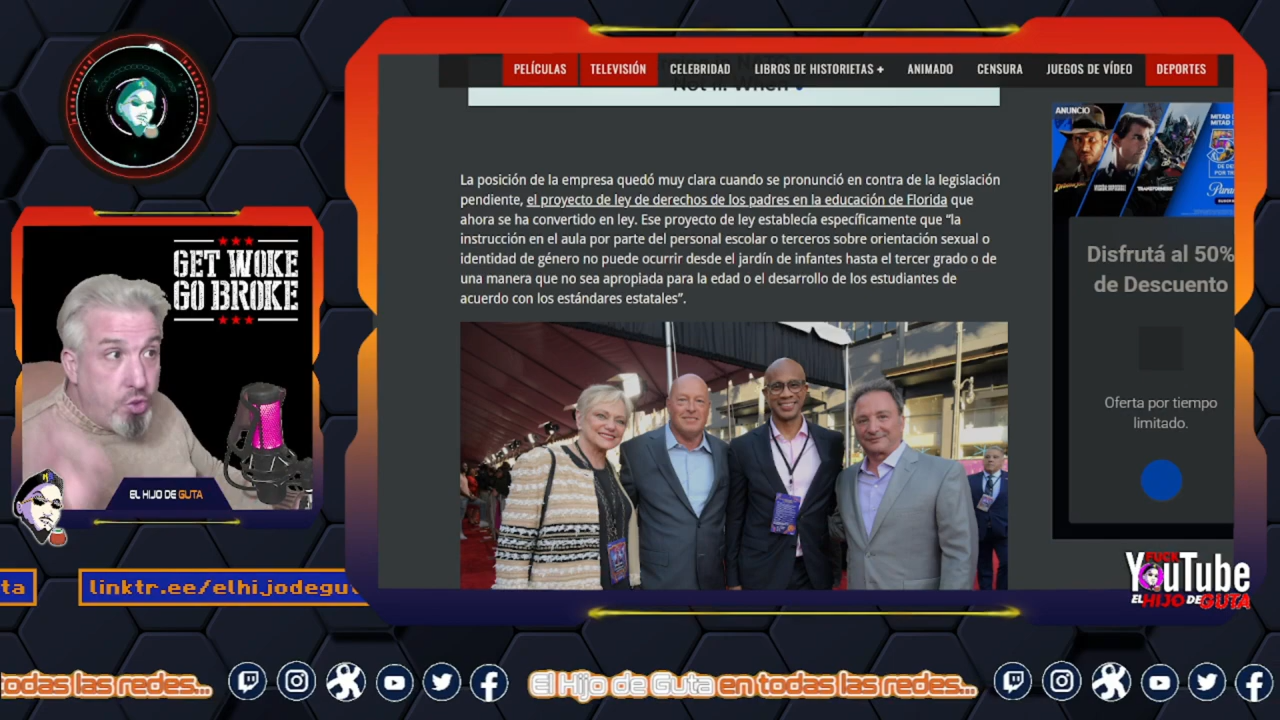 PELÍCULAS TELEVISIÓN CELEBRIDAD LIBROS DE HISTORIETAS + ANIMADO CENSURA JUEGOS DE VÍDEO DEPORTES
ANUNCIO
La posición de la empresa quedó muy clara cuando se pronunció en contra de la legislación
pendiente, el proyecto de ley de derechos de los padres en la educación de Florida que
ahora se ha convertido en ley. Ese proyecto de ley establecía específicamente que “la
instrucción en el aula por parte del personal escolar o terceros sobre orientación sexual o
identidad de género no puede ocurrir desde el jardín de infantes hasta el tercer grado o de
una manera que no sea apropiada para la edad o el desarrollo de los estudiantes de
acuerdo con los estándares estatales”.
Disfrutá al 50%
de Descuento
Oferta por tiempo
limitado.
GET WOKE
GO BROKE
EL HIJO DE GUTA
FUCK
YouTube
EL HIJO DE GUTA
ta
linktr.ee/elhijodegu
todas las redes...
El Hijo de Guta en todas las redes...